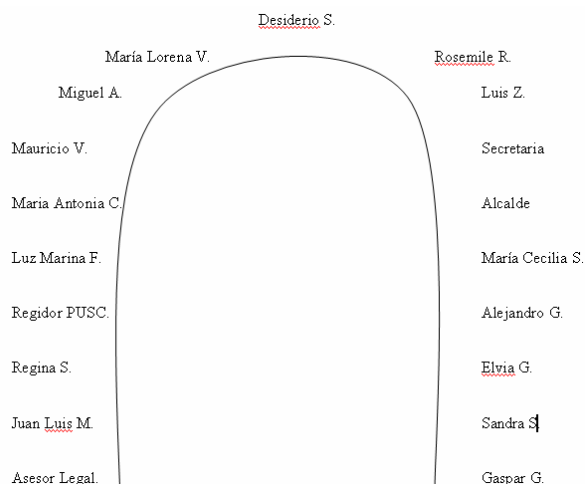 Desiderio S.
María Lorena V.
Rosemile R.
Miguel A.
Luis Z.
Mauricio V.
Secretaria
Maria Antonia C.
Alcalde
Luz Marina F.
María Cecilia S.
Regidor PUSC.
Alejandro G.
Regina S.
Elvia G.
Juan Luis M.
Sandra S
Asesor Legal.
Gaspar G.